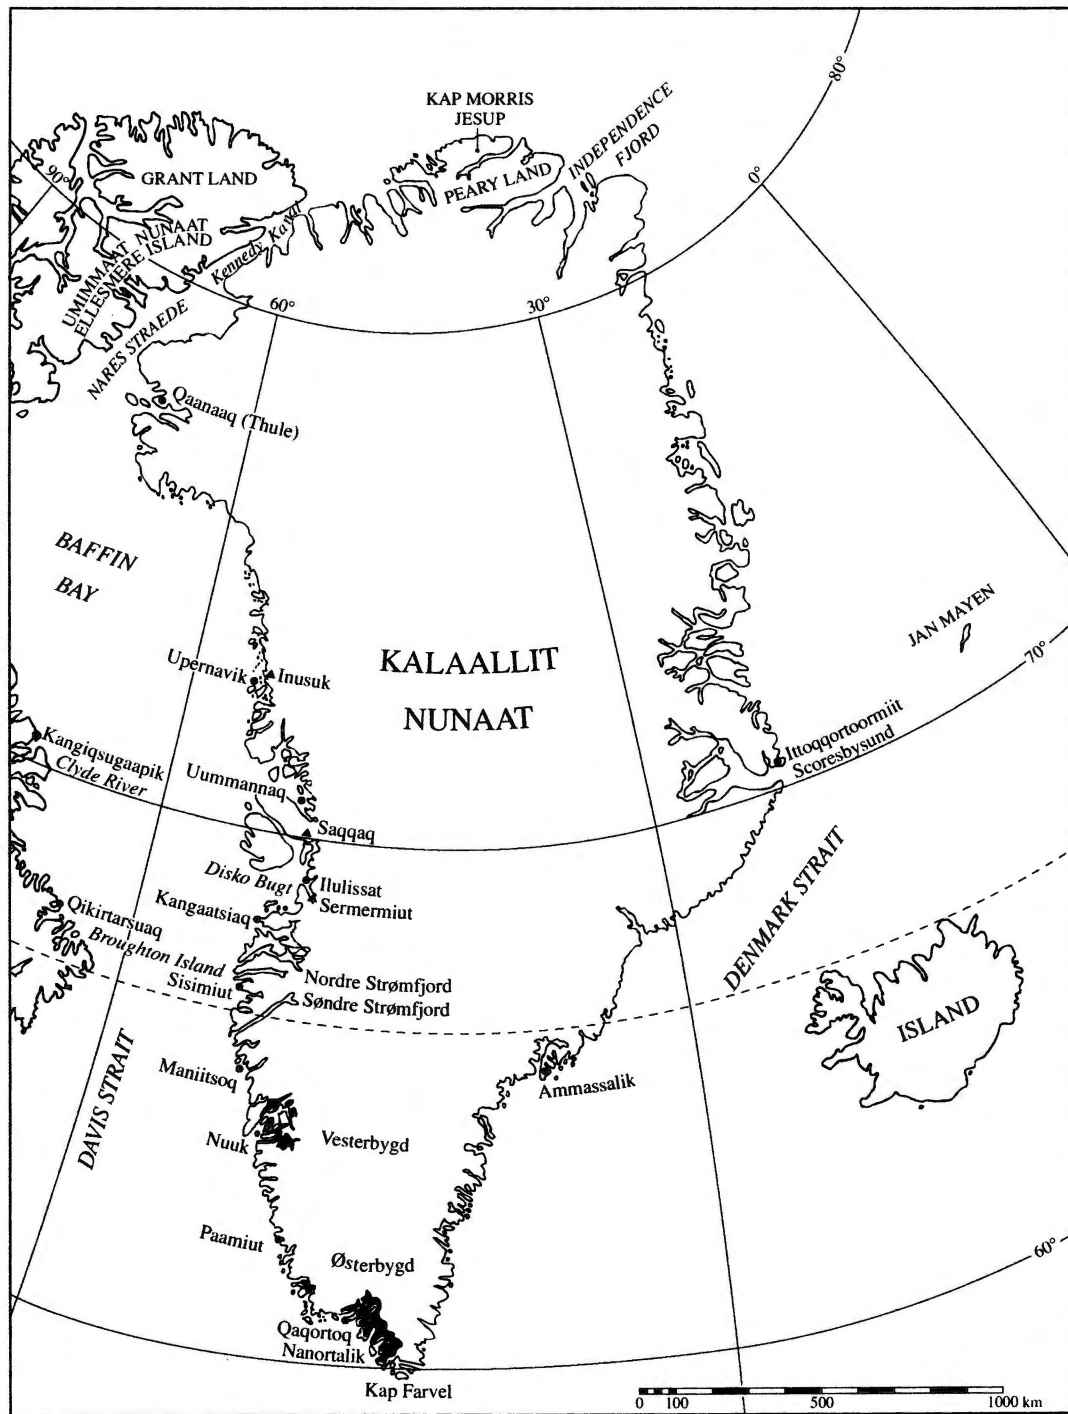 80°
KAP MORRIS
JESUP
INDEPENDENCE
FJORD
90°
GRANT LAND
PEARY LAND
0°
UMIMMAAT NUNAAT
ELLESMERE ISLAND
Kennedy Kanal
60°
30°
NARES STRAEDE
Qaanaaq (Thule)
BAFFIN
BAY
JAN MAYEN
70°
Upernavik
Inusuk
KALAALLIT
NUNAAT
Kangiqsugaapik
Clyde River
Ittoqqortoormiit
Scoresbysund
Uummannaq
Saqqaq
Disko Bugt
Ilulissat
Sermermiut
Kangaatsiaq
Qikirtarsuaq
Broughton Island
DENMARK STRAIT
Sisimiut
Nordre Strømfjord
Søndre Strømfjord
ISLAND
Maniitsoq
Ammassalik
DAVIS STRAIT
Nuuk
Vesterbygd
Paamiut
Østerbygd
60°
Qaqortoq
Nanortalik
Kap Farvel
0 100 500 1000 km